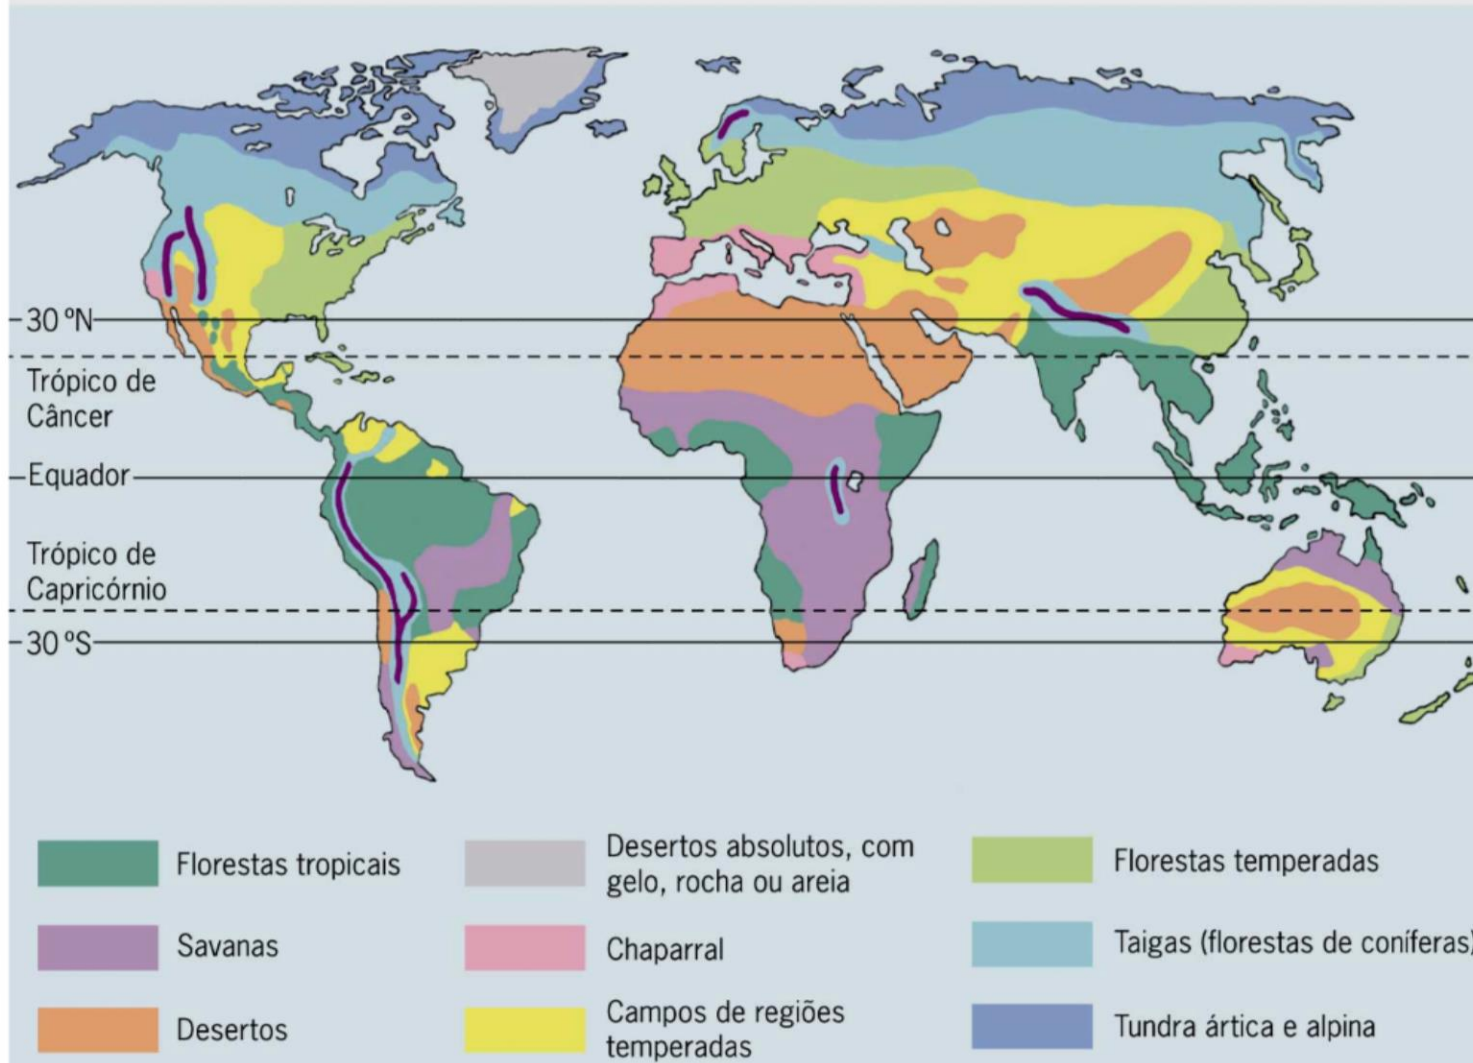 30 ºN
Trópico de
Câncer
Equador
Trópico de
Capricórnio
30 ºS
Florestas tropicais
Savanas
Desertos
Desertos absolutos, com
gelo, rocha ou areia
Chaparral
Campos de regiões
temperadas
Florestas temperadas
Taigas (florestas de coníferas)
Tundra ártica e alpina